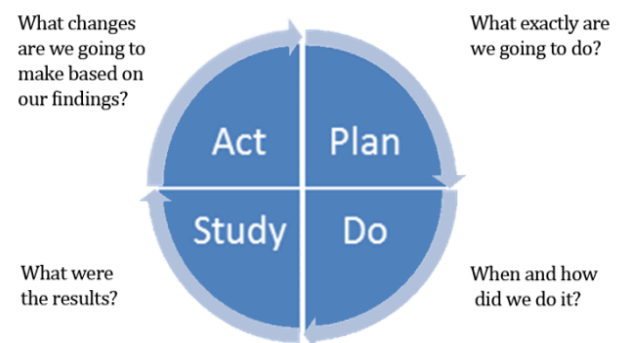 What changes
are we going to
make based on
our findings?
What exactly are
we going to do?
Act
Plan
Study
Do
What were
the results?
When and how
did we do it?